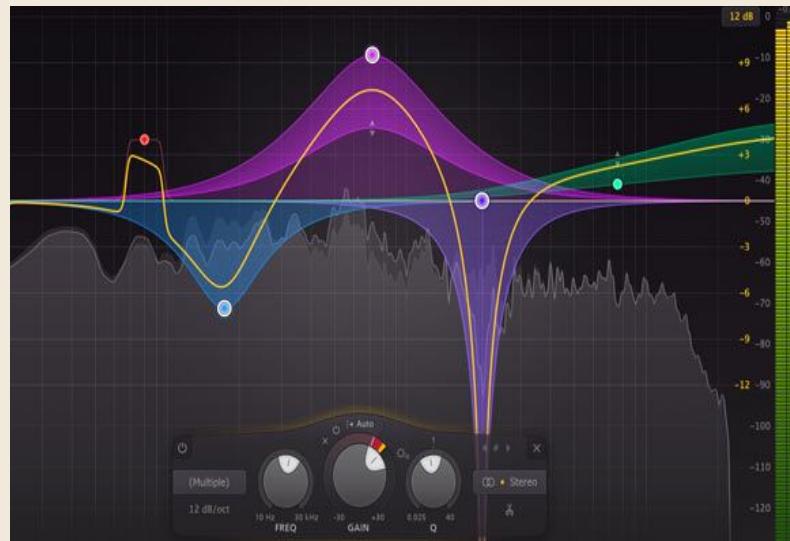 12 dB
0
+9
-10
-20
+6
-30
+3
-40
0
-50
-3
-60
-6
-70
-80
-9
-90
-12
-100
-110
-120
Auto
(Multiple)
12 dB/oct
10 Hz 30 kHz
FREQ
-30 +30
GAIN
0.025 40
Q
Stereo